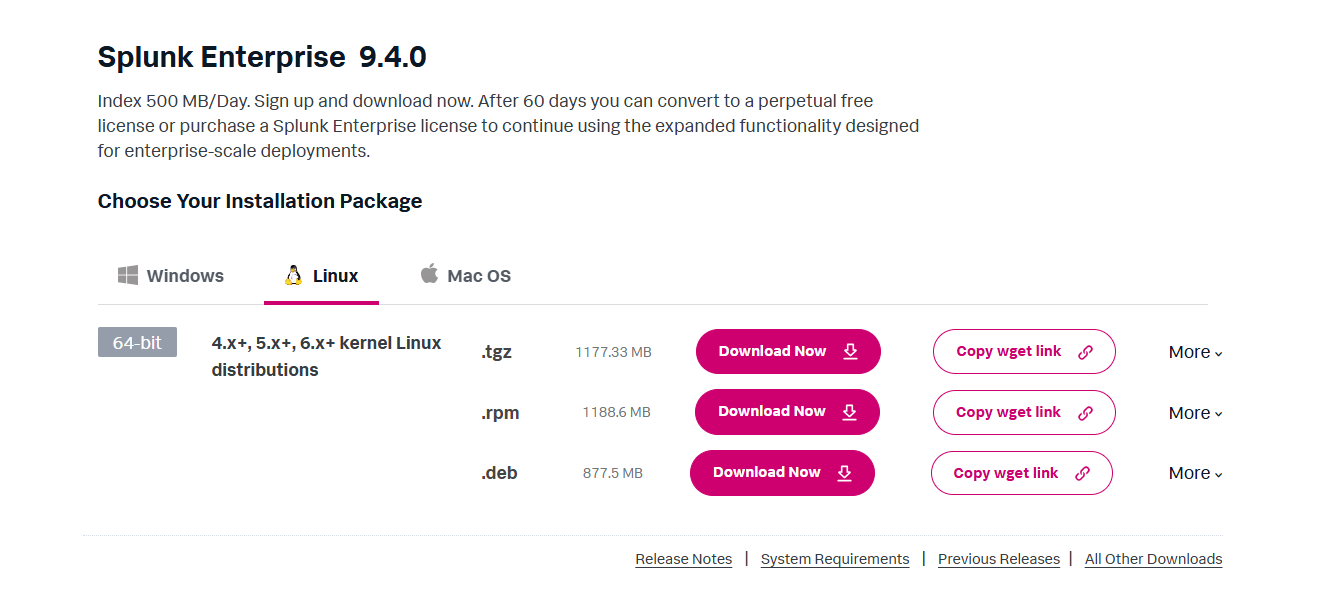 Splunk Enterprise 9.4.0
Index 500 MB/Day. Sign up and download now. After 60 days you can convert to a perpetual free
license or purchase a Splunk Enterprise license to continue using the expanded functionality designed
for enterprise-scale deployments.
Choose Your Installation Package
Windows Linux Mac OS
64-bit 4.x+, 5.x+, 6.x+ kernel Linux
distributions
.tgz 1177.33 MB Download Now Copy wget link More
.rpm 1188.6 MB Download Now Copy wget link More
.deb 877.5 MB Download Now Copy wget link More
Release Notes | System Requirements | Previous Releases | All Other Downloads